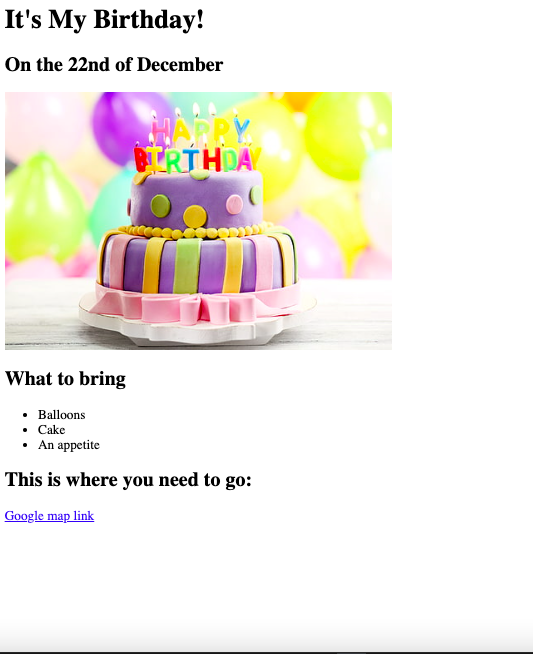 It's My Birthday!
On the 22nd of December
HAPPY
BIRTHDAY
What to bring
Balloons
Cake
An appetite
This is where you need to go:
Google map link